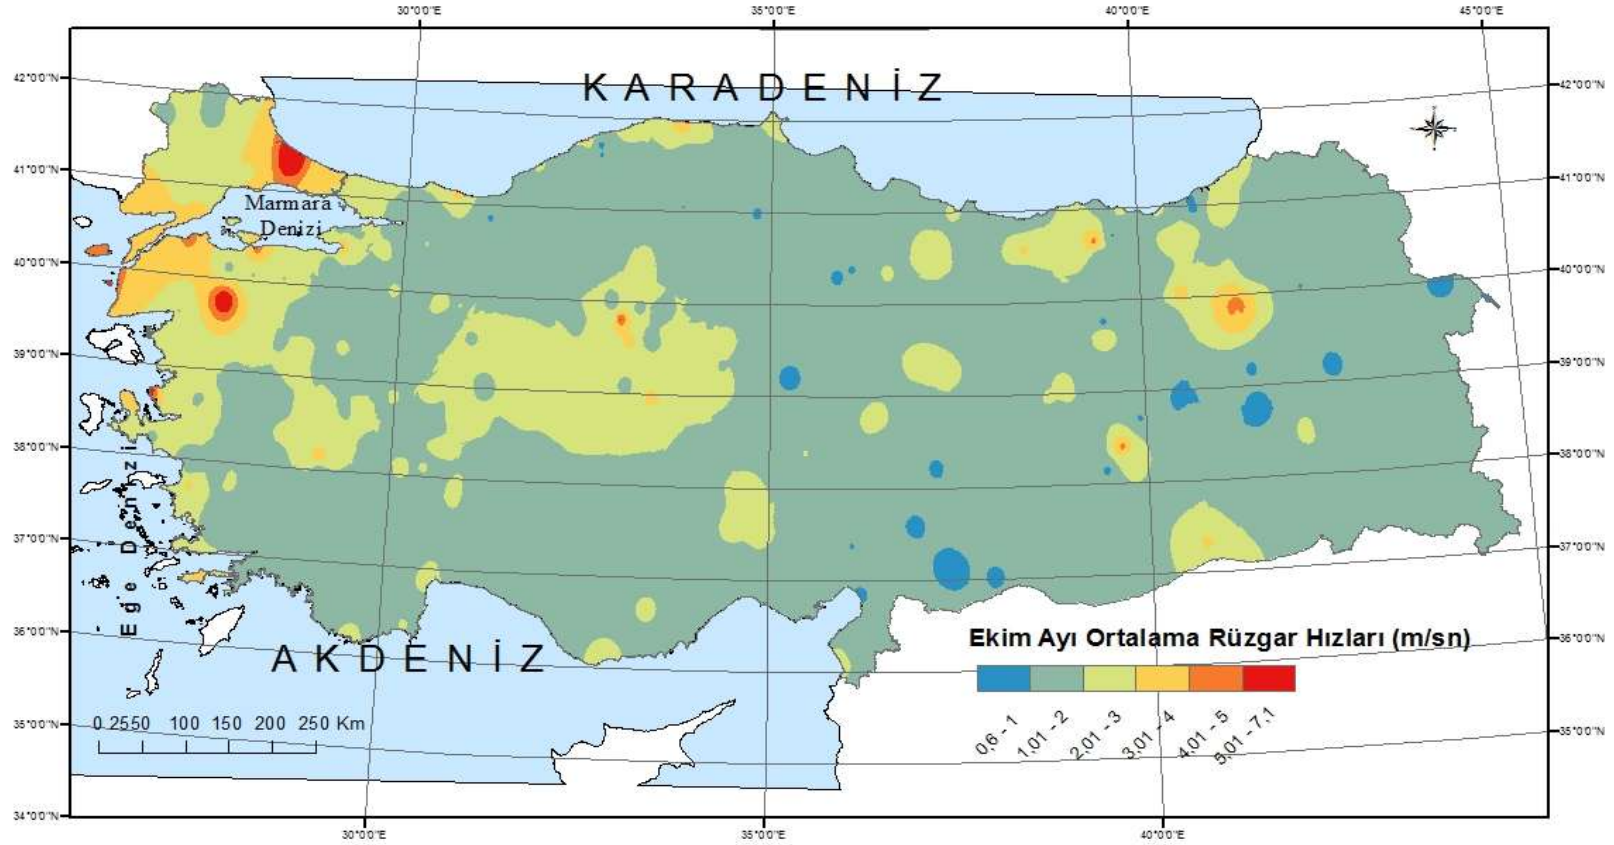 30°0'0"E 35°0'0"E 40°0'0"E 45°0'0"E
42°0'0"N 42°0'0"N
KARADENİZ
41°0'0"N 41°0'0"N
Marmara
Denizi
40°0'0"N 40°0'0"N
39°0'0"N 39°0'0"N
38°0'0"N 38°0'0"N
Ege Denizi
37°0'0"N 37°0'0"N
36°0'0"N 36°0'0"N
Ekim Ayı Ortalama Rüzgar Hızları (m/sn)
AKDENİZ
0,6 - 1 1,01 - 2 2,01 - 3 3,01 - 4 4,01 - 5 5,01 - 7,1
0 2550 100 150 200 250 Km
35°0'0"N 35°0'0"N
34°0'0"N
30°0'0"E 35°0'0"E 40°0'0"E